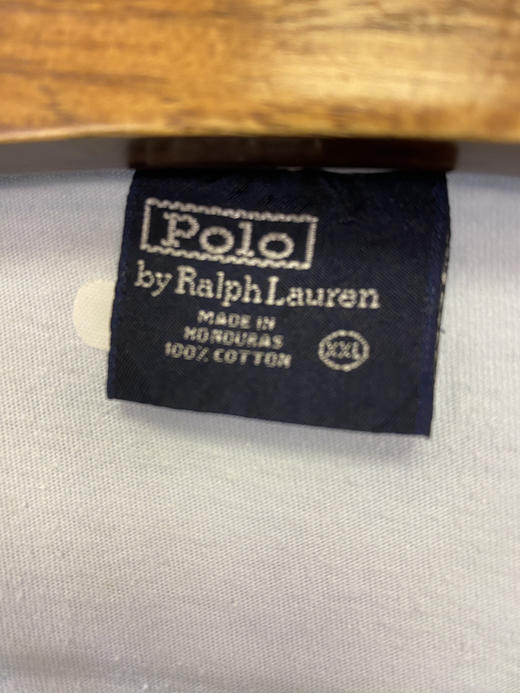 Polo
by Ralph Lauren
MADE IN
HONDURAS
100% COTTON
XXL